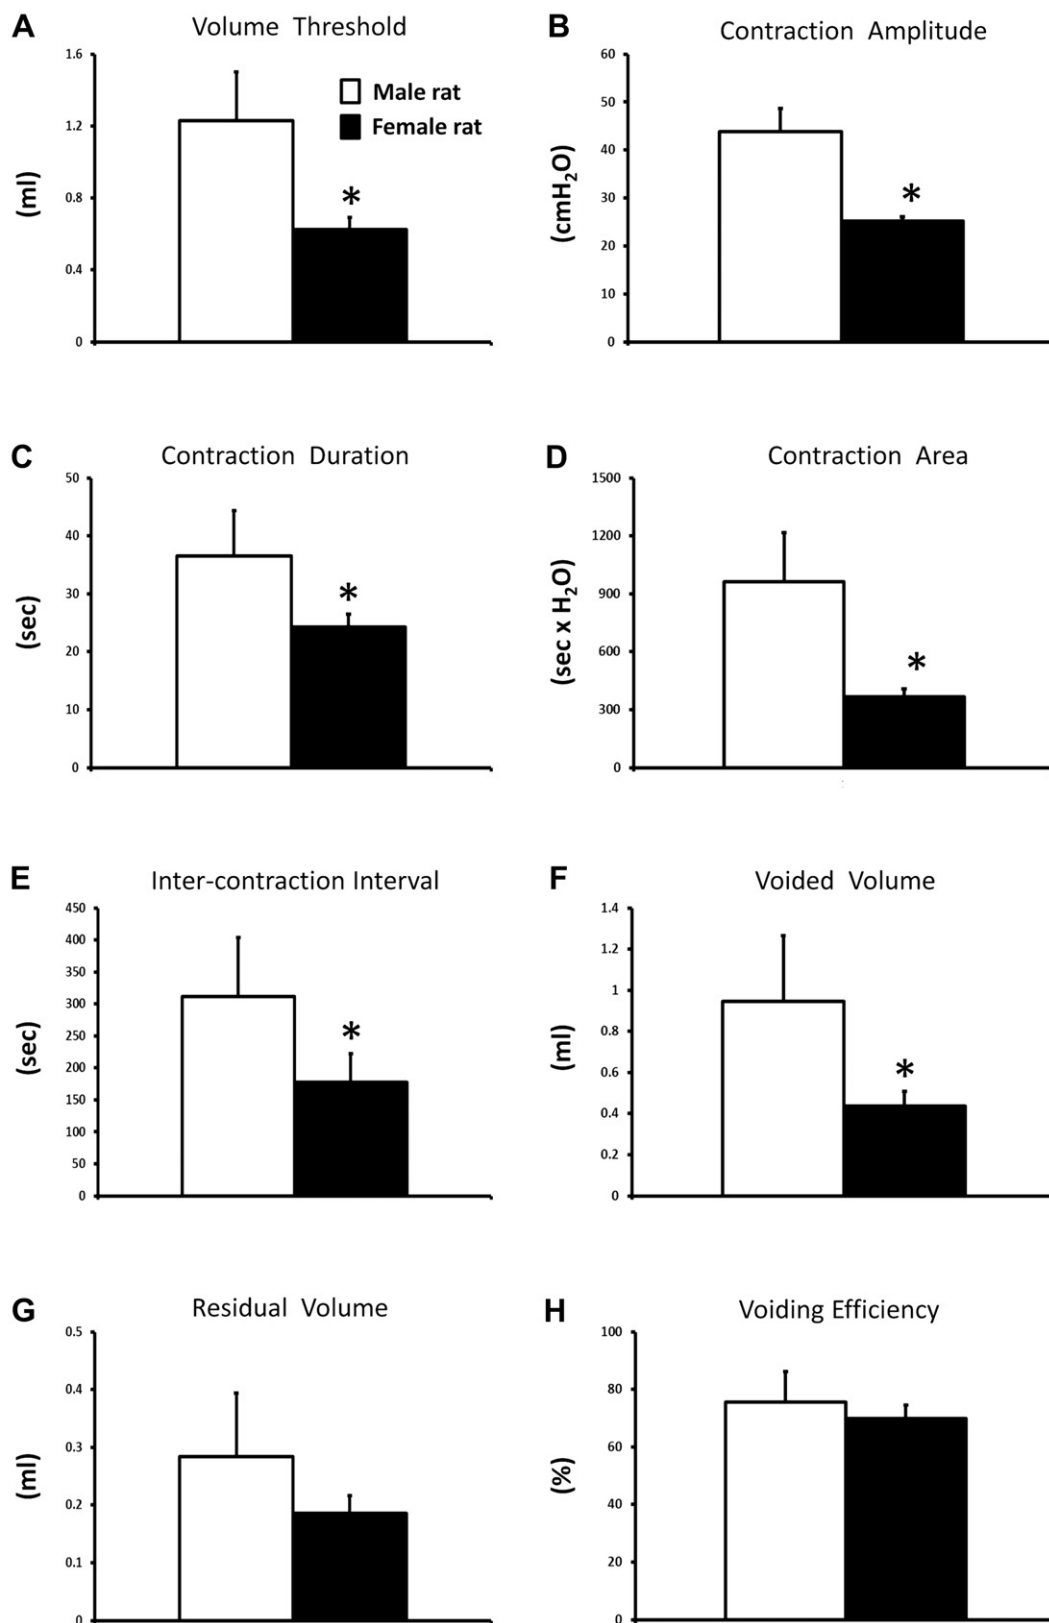 A
Volume Threshold
1.6
1.2
0.8
0.4
0
(ml)
Male rat
Female rat
*
B
Contraction Amplitude
60
50
40
30
20
10
0
(cmH₂O)
*
C
Contraction Duration
50
40
30
20
10
0
(sec)
*
D
Contraction Area
1500
1200
900
600
300
0
(sec x H₂O)
*
E
Inter-contraction Interval
450
400
350
300
250
200
150
100
50
0
(sec)
*
F
Voided Volume
1.4
1.2
1
0.8
0.6
0.4
0.2
0
(ml)
*
G
Residual Volume
0.5
0.4
0.3
0.2
0.1
0
(ml)
H
Voiding Efficiency
100
80
60
40
20
0
(%)